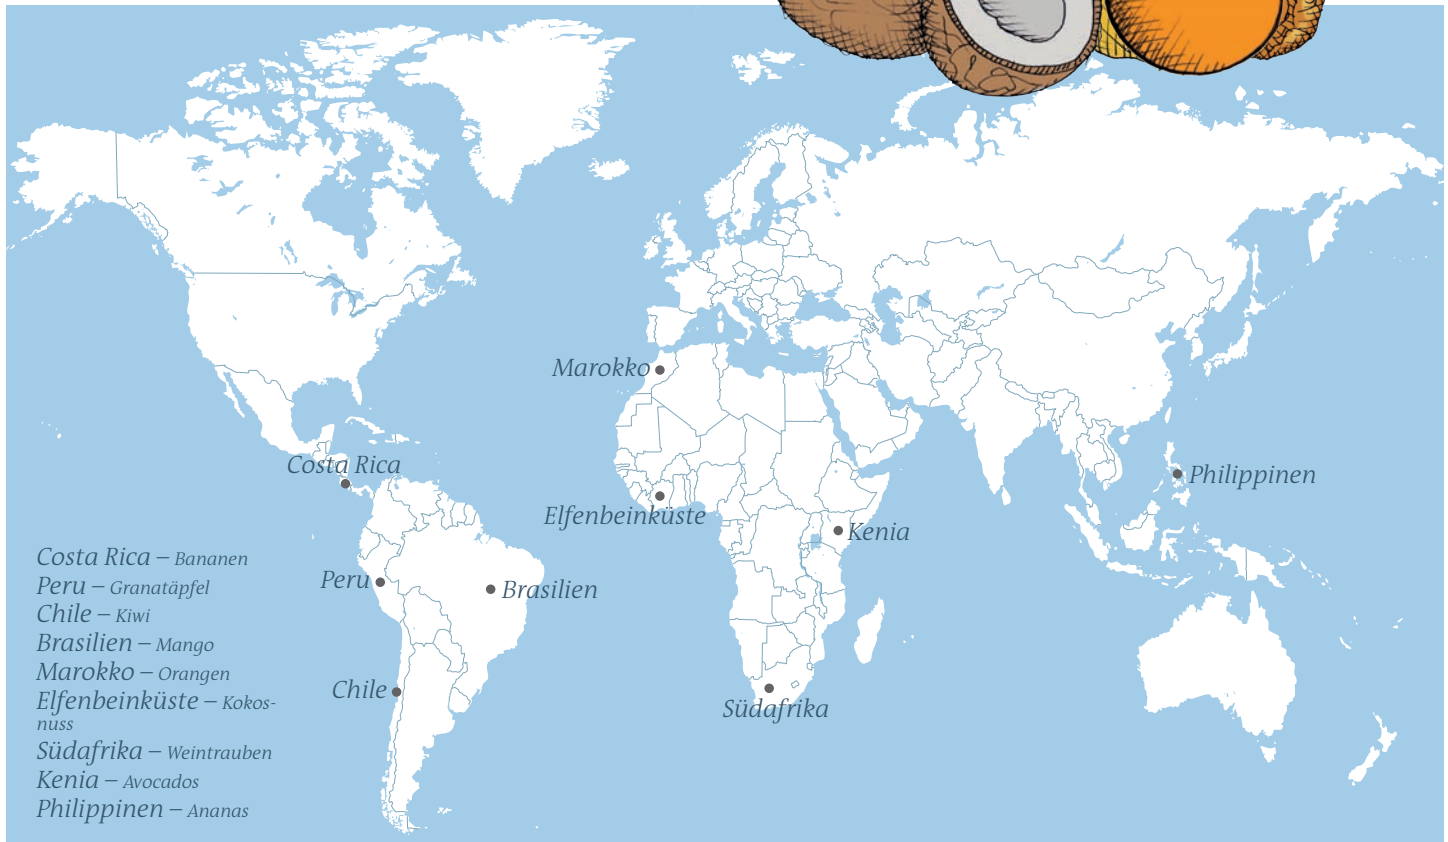 Marokko
Costa Rica
Philippinen
Elfenbeinküste
Kenia
Peru
Brasilien
Chile
Südafrika
Costa Rica – Bananen
Peru – Granatäpfel
Chile – Kiwi
Brasilien – Mango
Marokko – Orangen
Elfenbeinküste – Kokos-
nuss
Südafrika – Weintrauben
Kenia – Avocados
Philippinen – Ananas